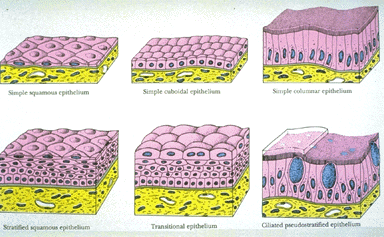 Simple squamous epithelium
Simple cuboidal epithelium
Simple columnar epithelium
Stratified squamous epithelium
Transitional epithelium
Ciliated pseudostratified epithelium